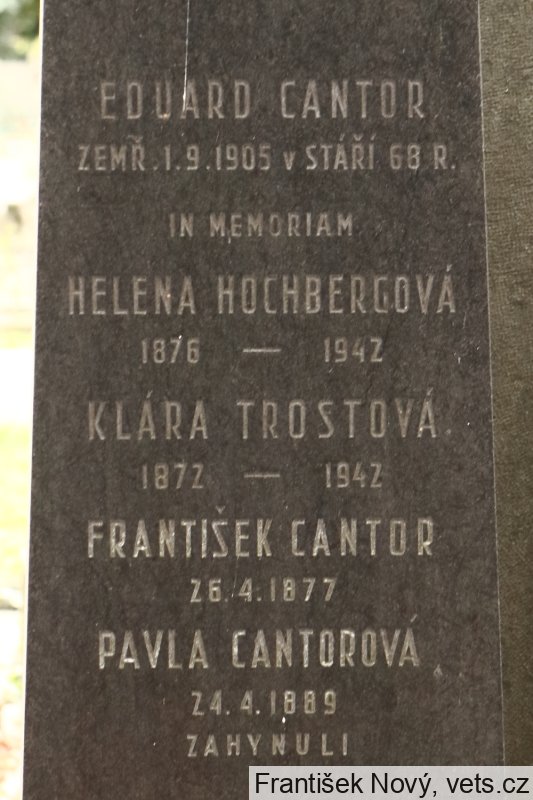 EDUARD CANTOR
ZEMŘ. 1.9.1905 V STÁŘÍ 68 R.
IN MEMORIAM
HELENA HOCHBERGOVÁ
1876 — 1942
KLÁRA TROSTOVÁ
1872 — 1942
FRANTIŠEK CANTOR
26.4.1877
PAVLA CANTOROVÁ
24.4.1889
ZAHYNULI
František Nový, vets.cz